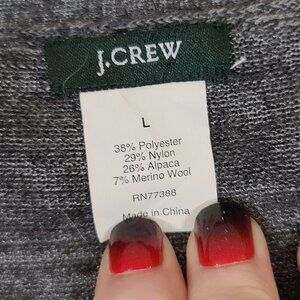 J.CREW
L
38% Polyester
29% Nylon
26% Alpaca
7% Merino Wool
RN77388
Made in China